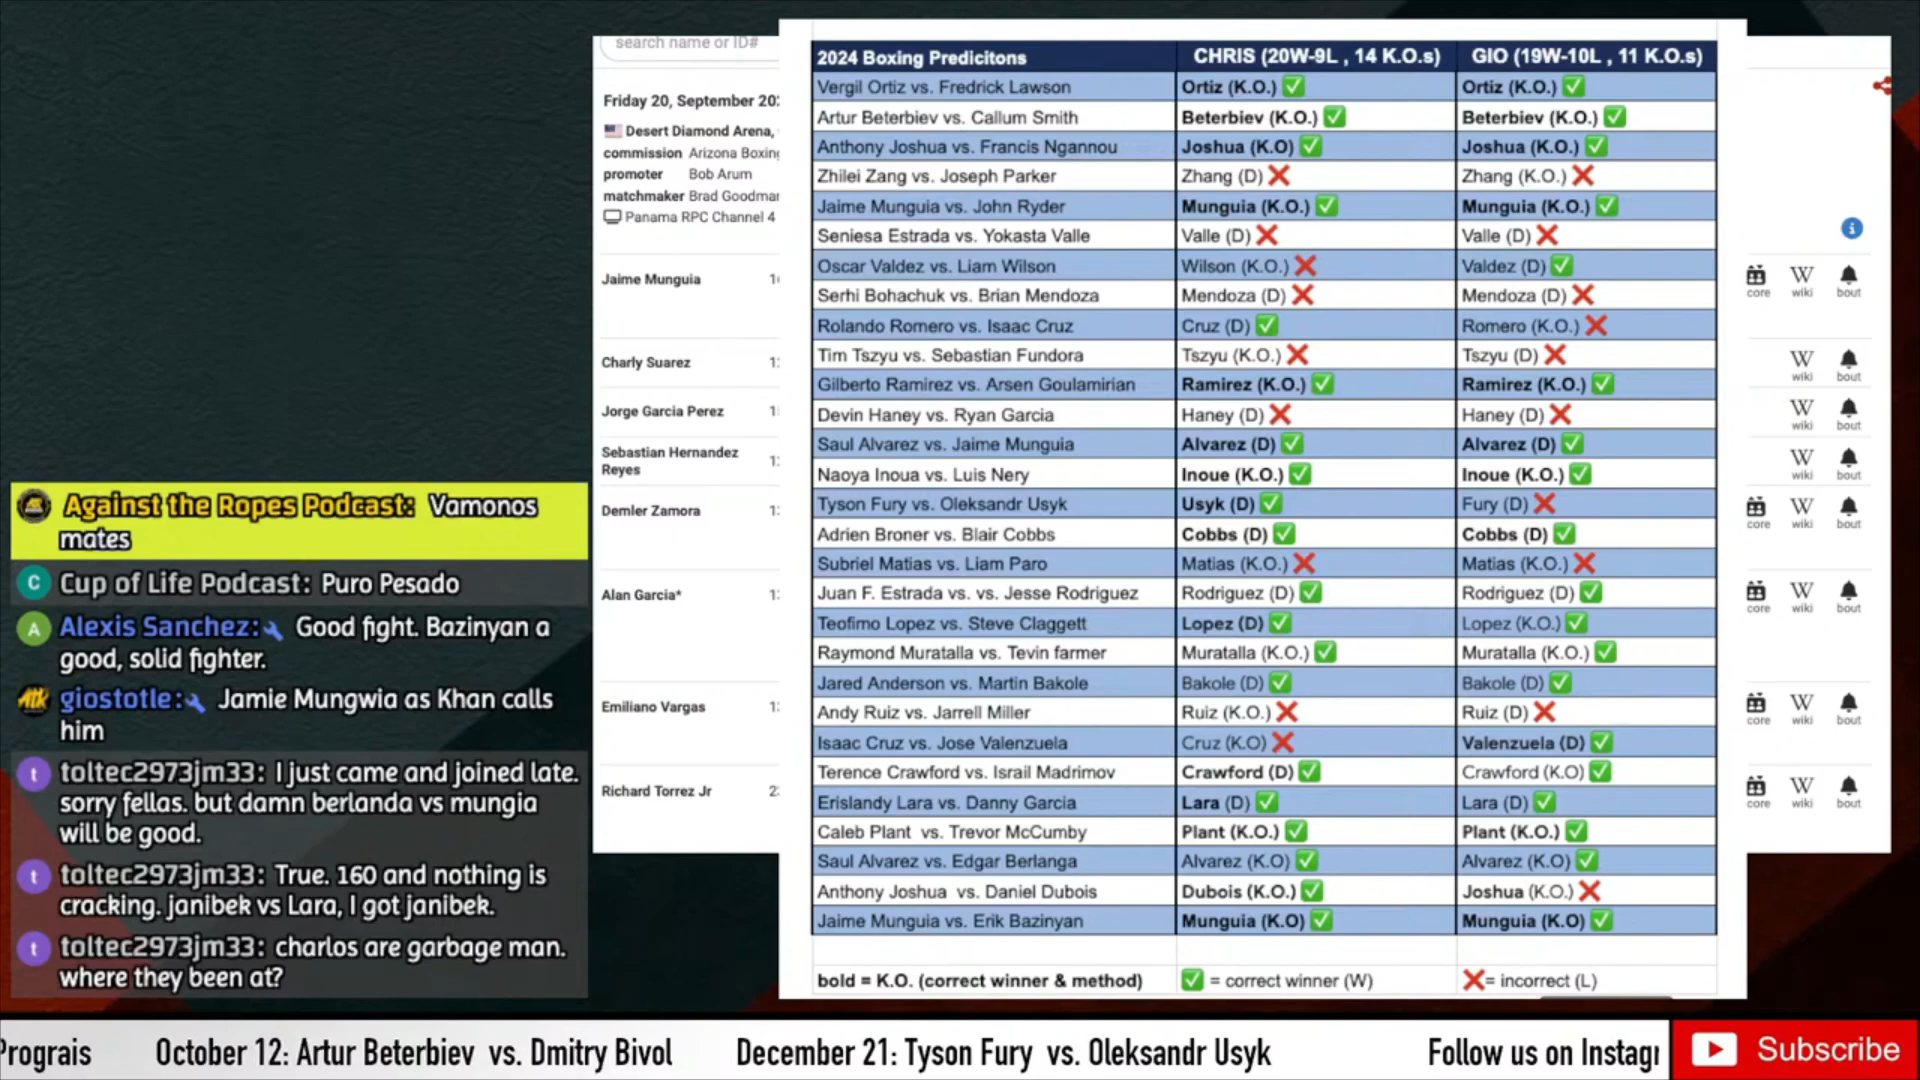 search name or ID#
Friday 20, September 20
Desert Diamond Arena,
commission Arizona Boxing
promoter Bob Arum
matchmaker Brad Goodman
Panama RPC Channel 4
Jaime Munguia
Charly Suarez
Jorge Garcia Perez
Sebastian Hernandez
Reyes
Demler Zamora
Alan Garcia*
Emiliano Vargas
Richard Torrez Jr
2024 Boxing Predicitons CHRIS (20W-9L , 14 K.O.s) GIO (19W-10L , 11 K.O.s)
Vergil Ortiz vs. Fredrick Lawson Ortiz (K.O.) ✅ Ortiz (K.O.) ✅
Artur Beterbiev vs. Callum Smith Beterbiev (K.O.) ✅ Beterbiev (K.O.) ✅
Anthony Joshua vs. Francis Ngannou Joshua (K.O) ✅ Joshua (K.O.) ✅
Zhilei Zang vs. Joseph Parker Zhang (D) ❌ Zhang (K.O.) ❌
Jaime Munguia vs. John Ryder Munguia (K.O.) ✅ Munguia (K.O.) ✅
Seniesa Estrada vs. Yokasta Valle Valle (D) ❌ Valle (D) ❌
Oscar Valdez vs. Liam Wilson Wilson (K.O.) ❌ Valdez (D) ✅
Serhi Bohachuk vs. Brian Mendoza Mendoza (D) ❌ Mendoza (D) ❌
Rolando Romero vs. Isaac Cruz Cruz (D) ✅ Romero (K.O.) ❌
Tim Tszyu vs. Sebastian Fundora Tszyu (K.O.) ❌ Tszyu (D) ❌
Gilberto Ramirez vs. Arsen Goulamirian Ramirez (K.O.) ✅ Ramirez (K.O.) ✅
Devin Haney vs. Ryan Garcia Haney (D) ❌ Haney (D) ❌
Saul Alvarez vs. Jaime Munguia Alvarez (D) ✅ Alvarez (D) ✅
Naoya Inoua vs. Luis Nery Inoue (K.O.) ✅ Inoue (K.O.) ✅
Tyson Fury vs. Oleksandr Usyk Usyk (D) ✅ Fury (D) ❌
Adrien Broner vs. Blair Cobbs Cobbs (D) ✅ Cobbs (D) ✅
Subriel Matias vs. Liam Paro Matias (K.O.) ❌ Matias (K.O.) ❌
Juan F. Estrada vs. vs. Jesse Rodriguez Rodriguez (D) ✅ Rodriguez (D) ✅
Teofimo Lopez vs. Steve Claggett Lopez (D) ✅ Lopez (K.O.) ✅
Raymond Muratalla vs. Tevin farmer Muratalla (K.O.) ✅ Muratalla (K.O.) ✅
Jared Anderson vs. Martin Bakole Bakole (D) ✅ Bakole (D) ✅
Andy Ruiz vs. Jarrell Miller Ruiz (K.O.) ❌ Ruiz (D) ❌
Isaac Cruz vs. Jose Valenzuela Cruz (K.O) ❌ Valenzuela (D) ✅
Terence Crawford vs. Israil Madrimov Crawford (D) ✅ Crawford (K.O) ✅
Erislandy Lara vs. Danny Garcia Lara (D) ✅ Lara (D) ✅
Caleb Plant vs. Trevor McCumby Plant (K.O.) ✅ Plant (K.O.) ✅
Saul Alvarez vs. Edgar Berlanga Alvarez (K.O) ✅ Alvarez (K.O) ✅
Anthony Joshua vs. Daniel Dubois Dubois (K.O.) ✅ Joshua (K.O.) ❌
Jaime Munguia vs. Erik Bazinyan Munguia (K.O) ✅ Munguia (K.O) ✅
bold = K.O. (correct winner & method) ✅ = correct winner (W) ❌= incorrect (L)
core wiki bout
wiki bout
wiki bout
wiki bout
core wiki bout
core wiki bout
core wiki bout
core wiki bout
Against the Ropes Podcast: Vamonos
mates
C Cup of Life Podcast: Puro Pesado
A Alexis Sanchez: Good fight. Bazinyan a
good, solid fighter.
giostotle: Jamie Mungwia as Khan calls
him
t toltec2973jm33: I just came and joined late.
sorry fellas. but damn berlanda vs mungia
will be good.
t toltec2973jm33: True. 160 and nothing is
cracking. janibek vs Lara, I got janibek.
t toltec2973jm33: charlos are garbage man.
where they been at?
Prograis October 12: Artur Beterbiev vs. Dmitry Bivol December 21: Tyson Fury vs. Oleksandr Usyk Follow us on Instagr
Subscribe